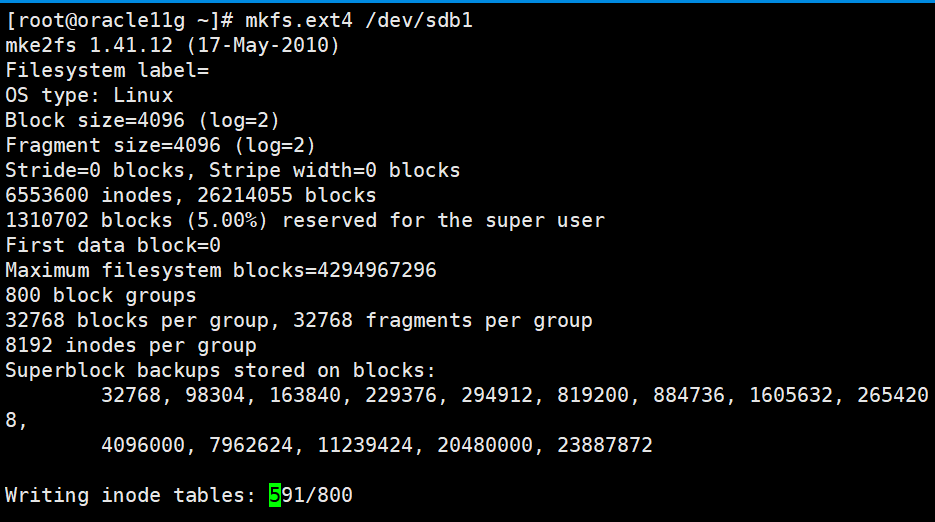 [root@oracle11g ~]# mkfs.ext4 /dev/sdb1
mke2fs 1.41.12 (17-May-2010)
Filesystem label=
OS type: Linux
Block size=4096 (log=2)
Fragment size=4096 (log=2)
Stride=0 blocks, Stripe width=0 blocks
6553600 inodes, 26214055 blocks
1310702 blocks (5.00%) reserved for the super user
First data block=0
Maximum filesystem blocks=4294967296
800 block groups
32768 blocks per group, 32768 fragments per group
8192 inodes per group
Superblock backups stored on blocks:
        32768, 98304, 163840, 229376, 294912, 819200, 884736, 1605632, 265420
8,
        4096000, 7962624, 11239424, 20480000, 23887872
Writing inode tables: 591/800